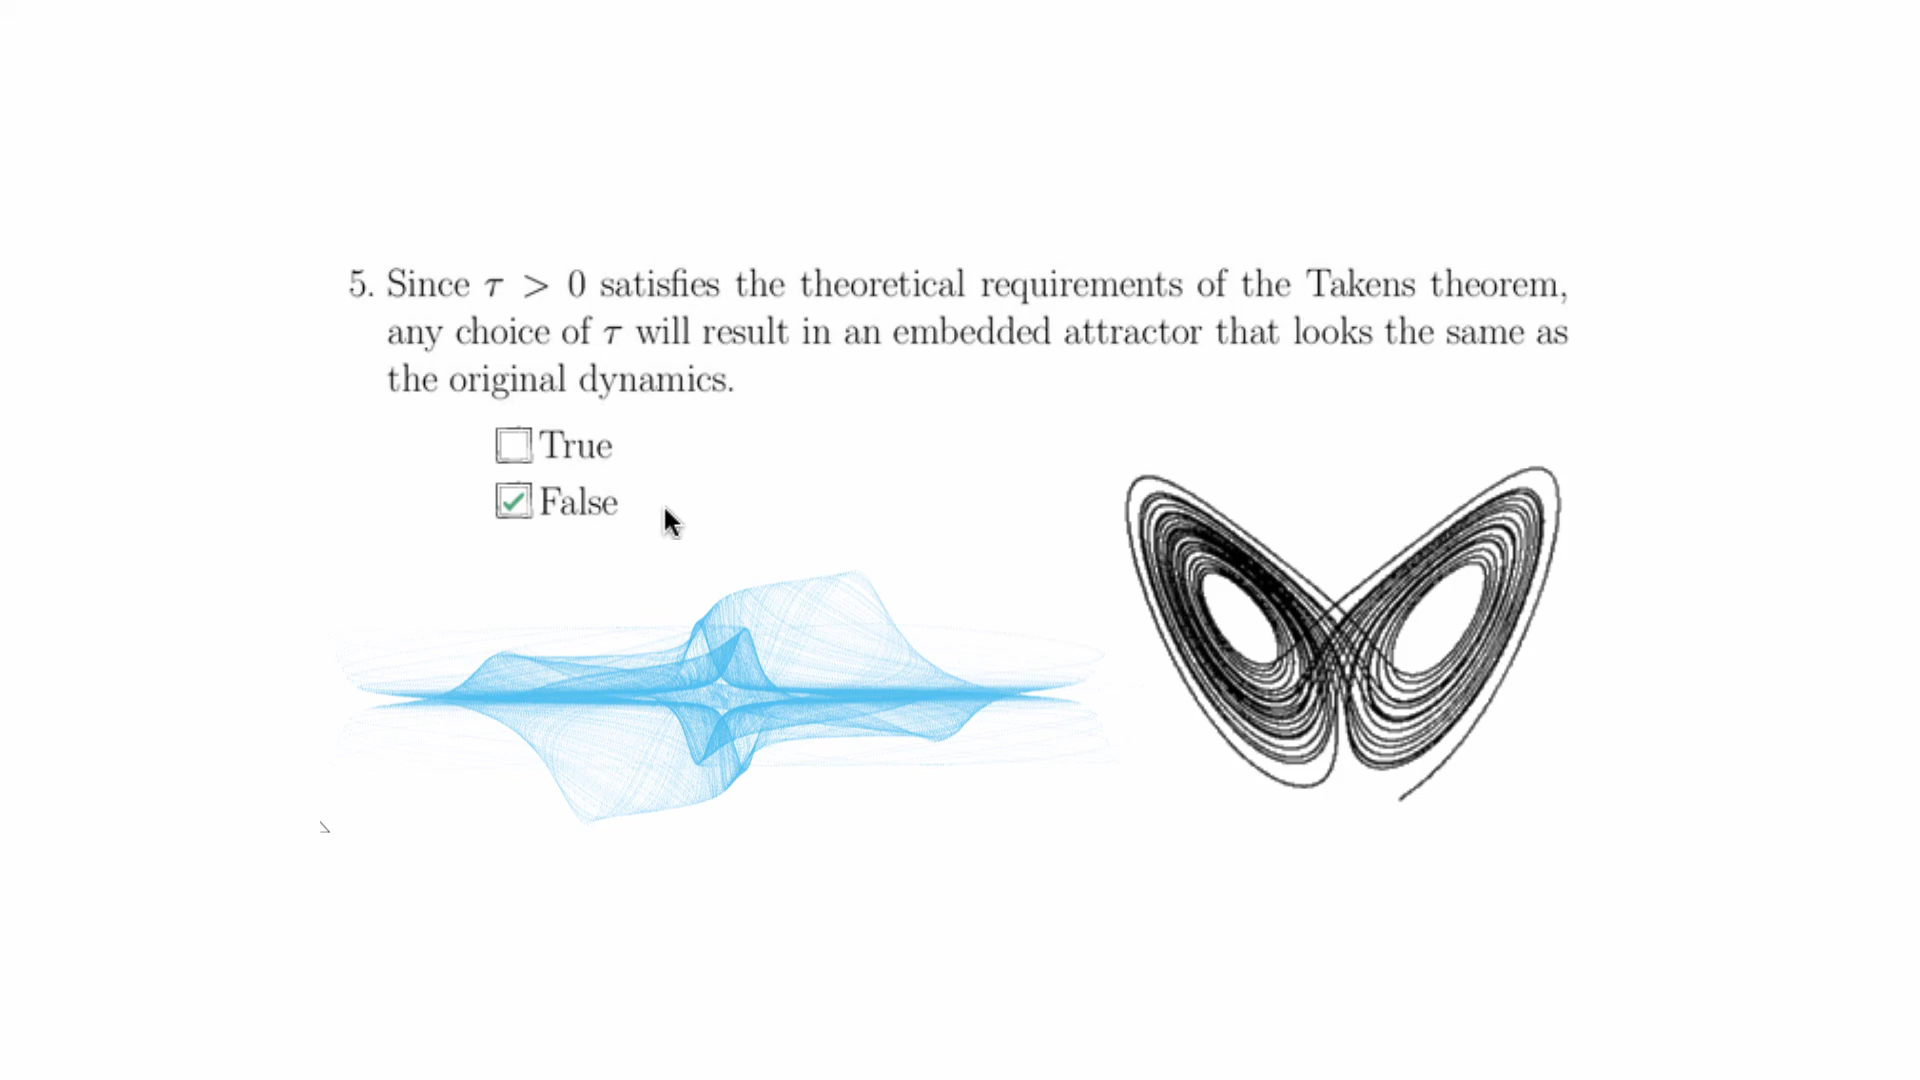 5. Since τ > 0 satisfies the theoretical requirements of the Takens theorem,
any choice of τ will result in an embedded attractor that looks the same as
the original dynamics.
True
False